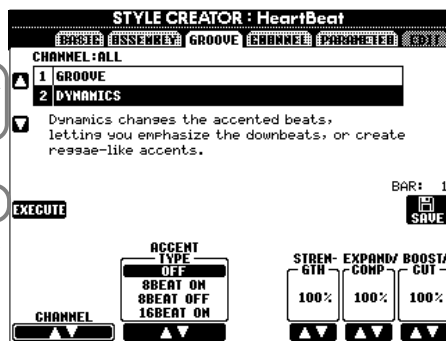 STYLE CREATOR : HeartBeat
BASIC ASSEMBLY GROOVE CHANNEL PARAMETER EDIT
CHANNEL:ALL
1 GROOVE
2 DYNAMICS
Dynamics changes the accented beats,
letting you emphasize the downbeats, or create
reggae-like accents.
BAR: 1
EXECUTE
SAVE
ACCENT
TYPE
OFF
8BEAT ON
8BEAT OFF
16BEAT ON
STREN-
GTH
EXPAND/
COMP
BOOST/
CUT
100% 100% 100%
CHANNEL